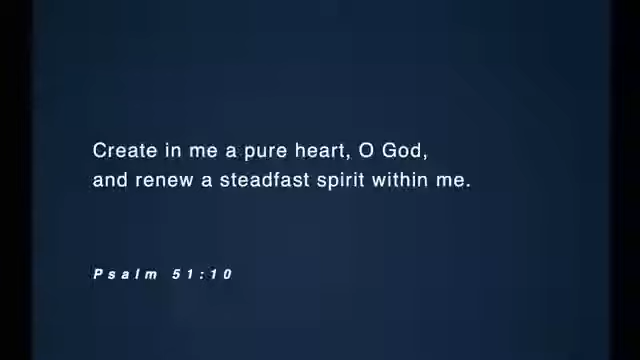 Create in me a pure heart, O God,
and renew a steadfast spirit within me.
Psalm 51:10